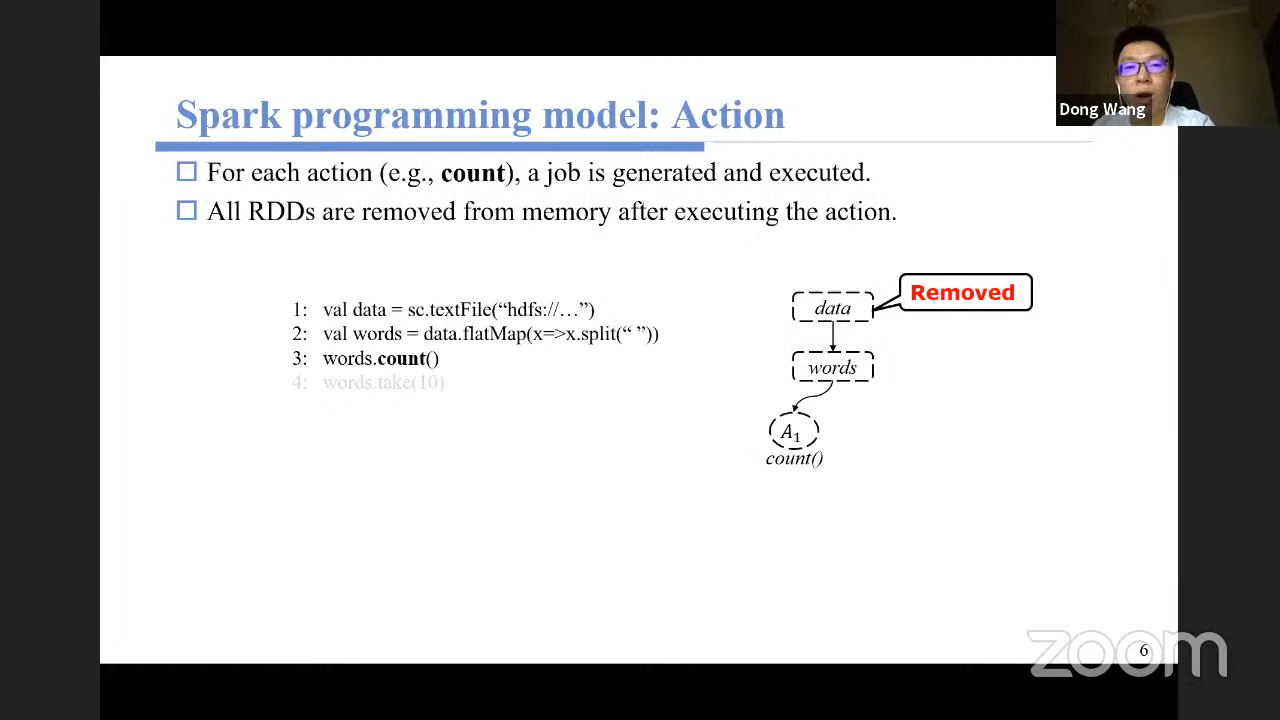 Spark programming model: Action
Dong Wang
For each action (e.g., count), a job is generated and executed.
All RDDs are removed from memory after executing the action.
1: val data = sc.textFile(“hdfs://…”)
2: val words = data.flatMap(x=>x.split(“ ”))
3: words.count()
4: words.take(10)
Removed
data
words
A₁
count()
6
zoom